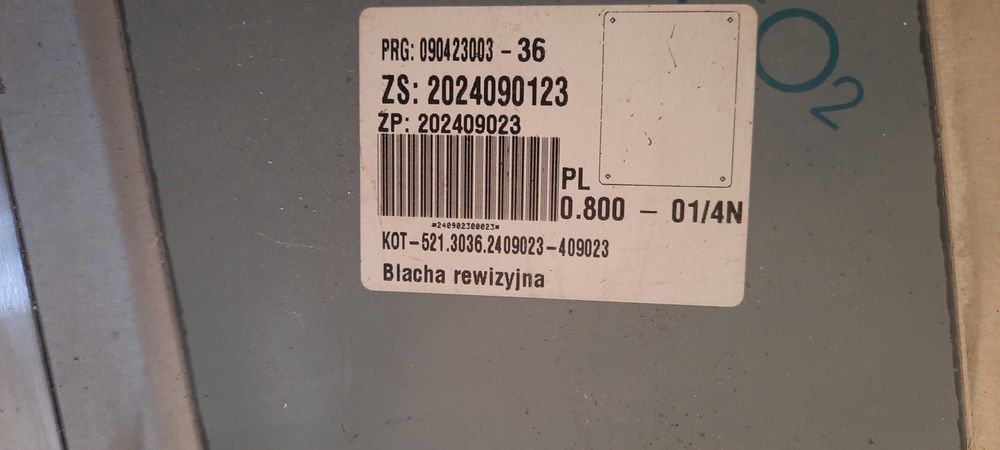 PRG: 090423003 - 36
ZS: 2024090123
ZP: 202409023
PL
0.800 - 01/4N
*240902300023*
KOT-521.3036.2409023-409023
Blacha rewizyjna
O₂